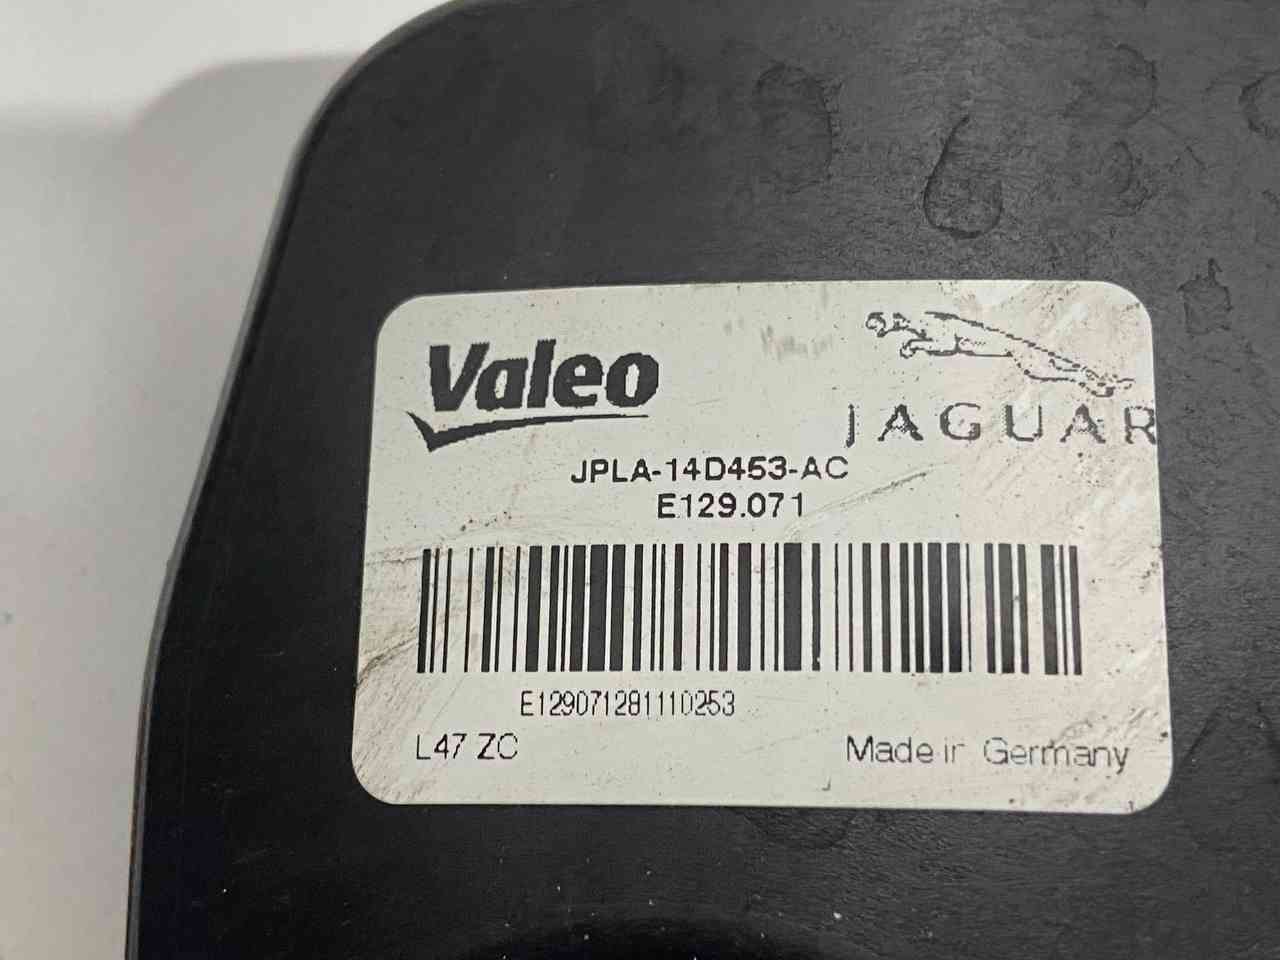 Valeo
JAGUAR
JPLA-14D453-AC
E129.071
E129071281110253
L47 ZC
Made in Germany